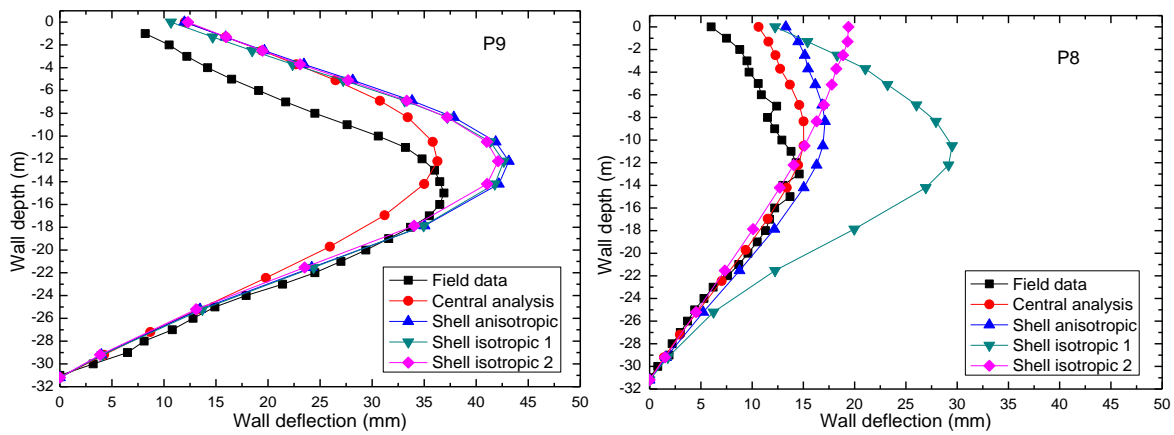 P9
0
-2
-4
-6
-8
-10
-12
-14
-16
-18
-20
-22
-24
-26
-28
-30
-32
Wall depth (m)
Field data
Central analysis
Shell anisotropic
Shell isotropic 1
Shell isotropic 2
0 5 10 15 20 25 30 35 40 45 50
Wall deflection (mm)
P8
0
-2
-4
-6
-8
-10
-12
-14
-16
-18
-20
-22
-24
-26
-28
-30
-32
Wall depth (m)
Field data
Central analysis
Shell anisotropic
Shell isotropic 1
Shell isotropic 2
0 5 10 15 20 25 30 35 40 45 50
Wall deflection (mm)